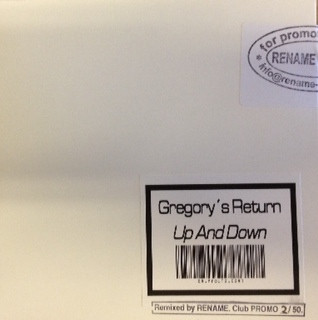 for promo
RENAME
info@rename-
Gregory´s Return
Up And Down
Remixed by RENAME. Club PROMO 2/50.